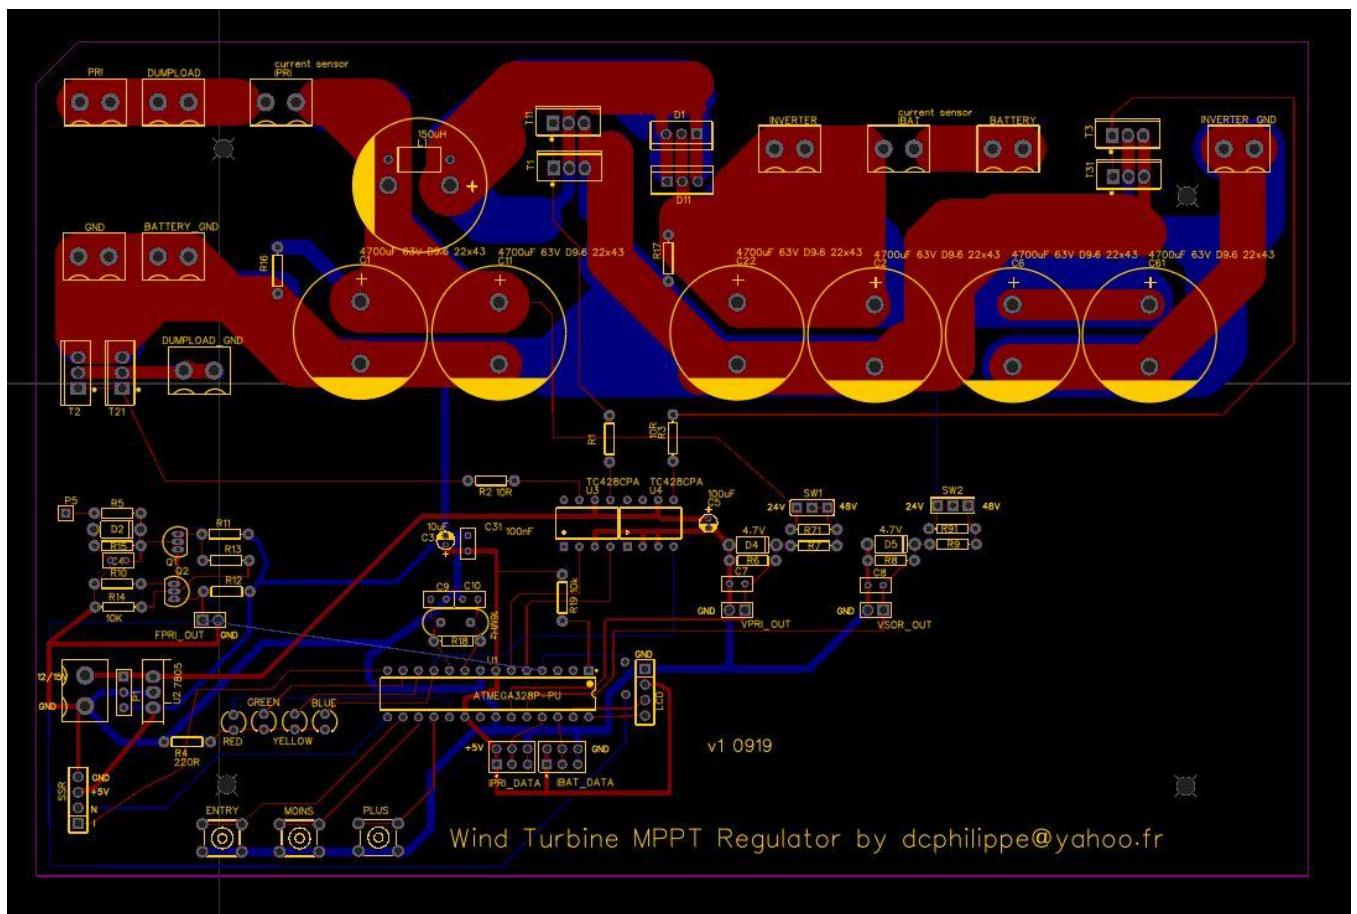 current sensor
PRI
DUMPLOAD
IPRI
T11
D1
current sensor
INVERTER
IBAT
BATTERY
T3
INVERTER_GND
150uH
L1
T1
D11
T31
GND
BATTERY_GND
R16
4700uF 63V D9.6 22x43
C1
4700uF 63V D9.6 22x43
C11
R17
4700uF 63V D9.6 22x43
C22
4700uF 63V D9.6 22x43
C2
4700uF 63V D9.6 22x43
C6
4700uF 63V D9.6 22x43
C61
DUMPLOAD_GND
T2
T21
R1
10R
R3
R2 10R
TC428CPA
U3
TC428CPA
U4
100uF
C5
SW1
24V
48V
SW2
24V
48V
P5
R5
D2
R15
C4
R10
R14
10K
Q1
Q2
R11
R13
R12
FPRI_OUT
GND
10uF
C3
C31
100nF
C9
C10
16MHz
R18
R19 10k
4.7V
D4
R6
C7
R71
R7
GND
VPRI_OUT
4.7V
D5
R8
C8
R91
R9
GND
VSOR_OUT
12/15V
GND
P1
U2 7805
GREEN
BLUE
RED
YELLOW
R4
220R
U1
ATMEGA328P-PU
GND
LCD
+5V
GND
IPRI_DATA
IBAT_DATA
v1 0919
SSR
GND
+5V
N
I
ENTRY
MOINS
PLUS
Wind Turbine MPPT Regulator by dcphilippe@yahoo.fr